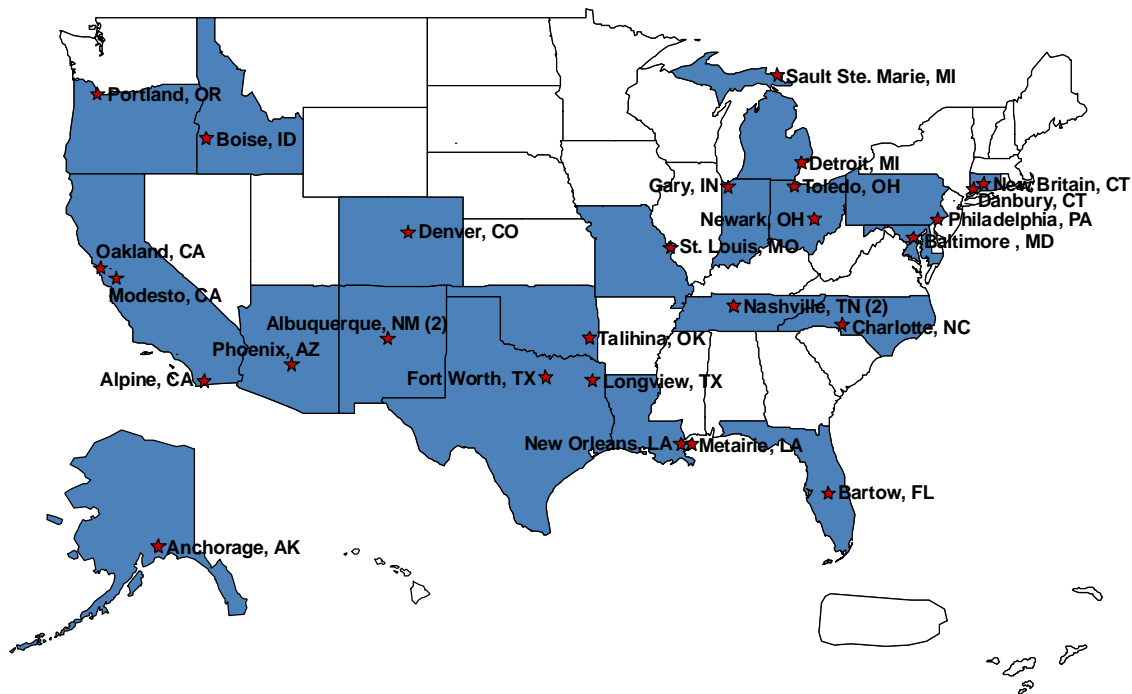 Sault Ste. Marie, MI
Portland, OR
Boise, ID
Detroit, MI
Gary, IN
Toledo, OH
New Britain, CT
Danbury, CT
Newark, OH
Philadelphia, PA
Denver, CO
Baltimore , MD
St. Louis, MO
Oakland, CA
Modesto, CA
Nashville, TN (2)
Albuquerque, NM (2)
Charlotte, NC
Talihina, OK
Phoenix, AZ
Alpine, CA
Fort Worth, TX
Longview, TX
New Orleans, LA
Metairie, LA
Bartow, FL
Anchorage, AK